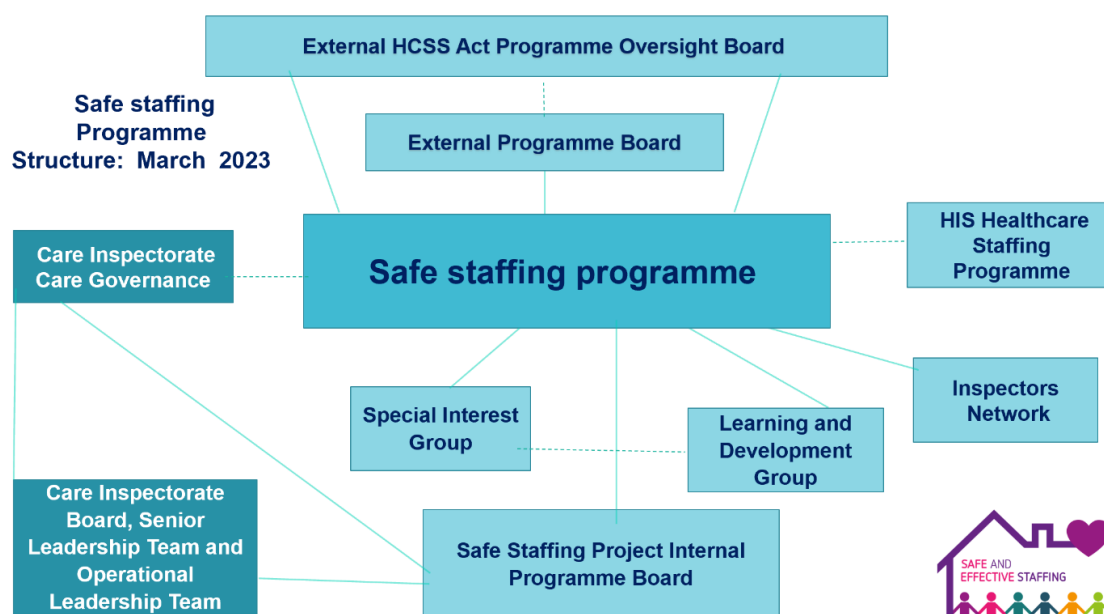 External HCSS Act Programme Oversight Board
Safe staffing
Programme
Structure: March 2023
External Programme Board
HIS Healthcare
Staffing
Programme
Care Inspectorate
Care Governance
Safe staffing programme
Inspectors
Network
Special Interest
Group
Learning and
Development
Group
Care Inspectorate
Board, Senior
Leadership Team and
Operational
Leadership Team
Safe Staffing Project Internal
Programme Board
SAFE AND
EFFECTIVE STAFFING